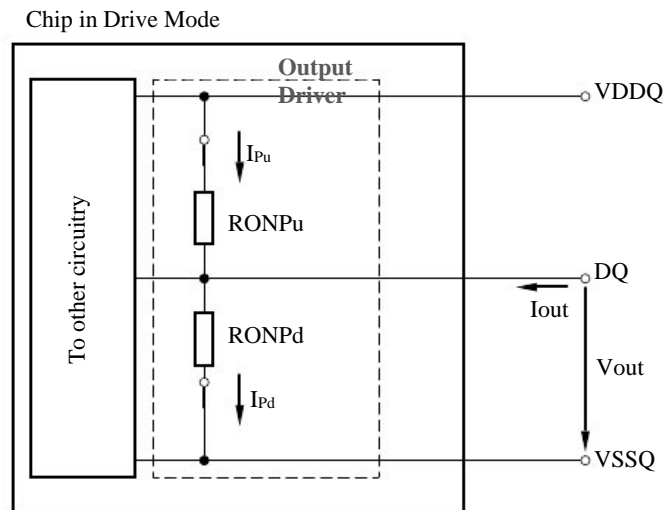 Chip in Drive Mode
Output
Driver
VDDQ
IPu
RONPu
To other circuitry
DQ
Iout
RONPd
Vout
IPd
VSSQ